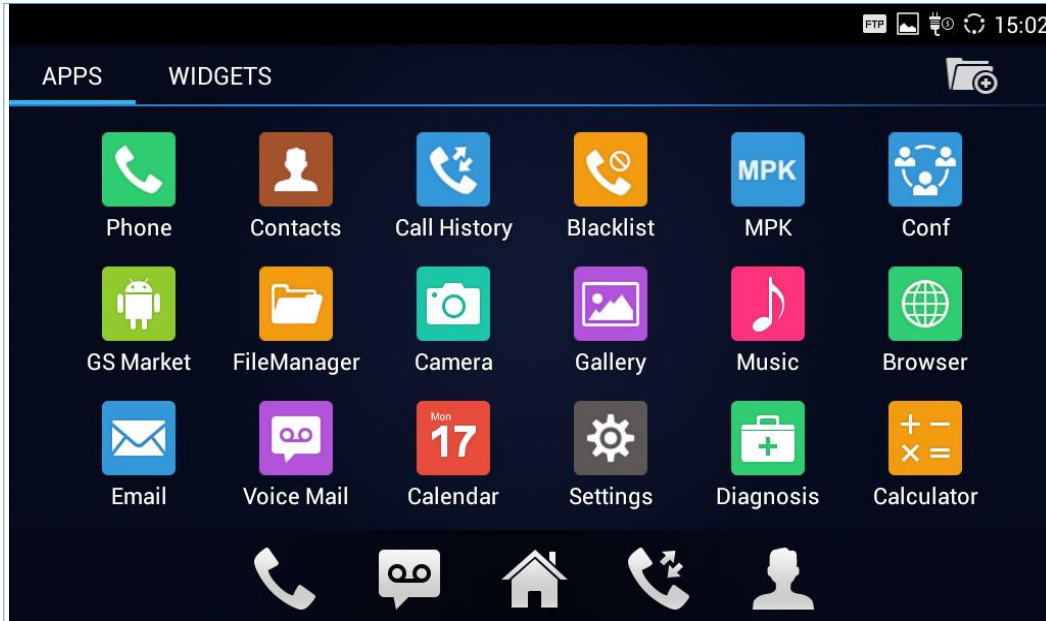 FTP 15:02
APPS WIDGETS
MPK
Phone Contacts Call History Blacklist MPK Conf
GS Market FileManager Camera Gallery Music Browser
Mon
17
+ −
× =
Email Voice Mail Calendar Settings Diagnosis Calculator